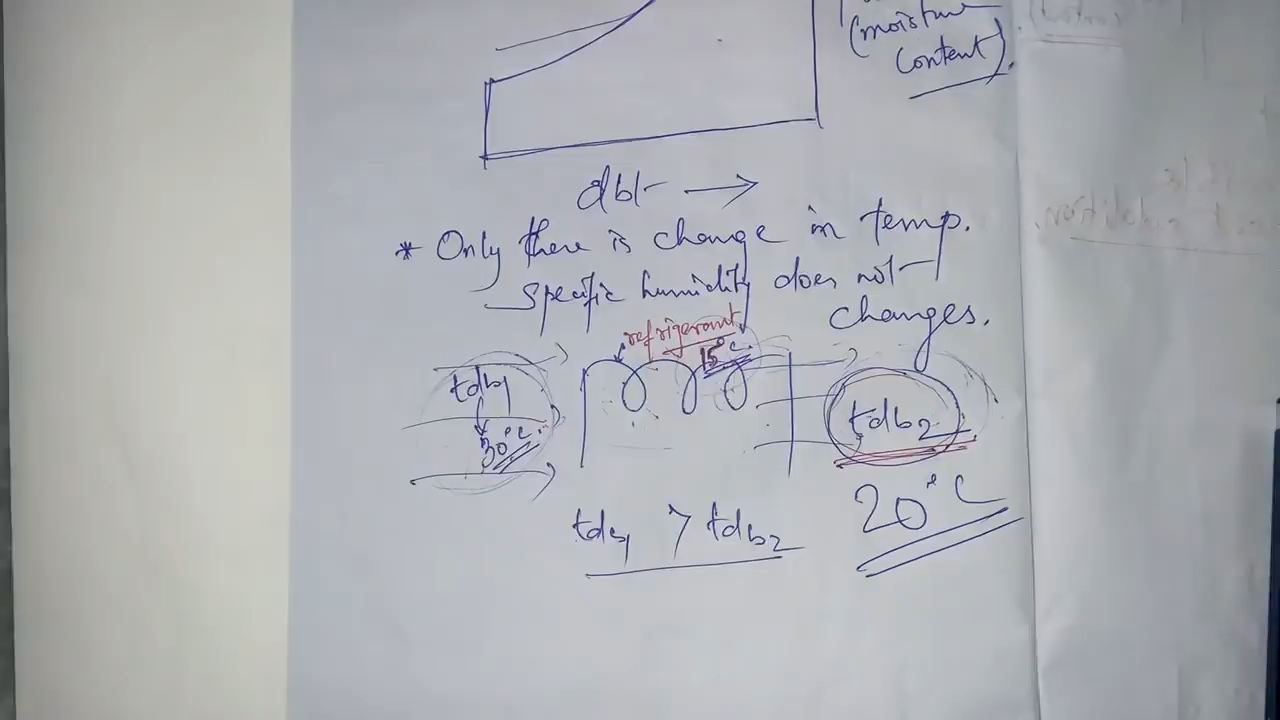 (moisture
content).
dbt →
* Only there is change in temp.
specific humidity does not
changes.
refrigerant
15°C.
tdb1
30°C.
tdb2
20°C
tdb1 > tdb2